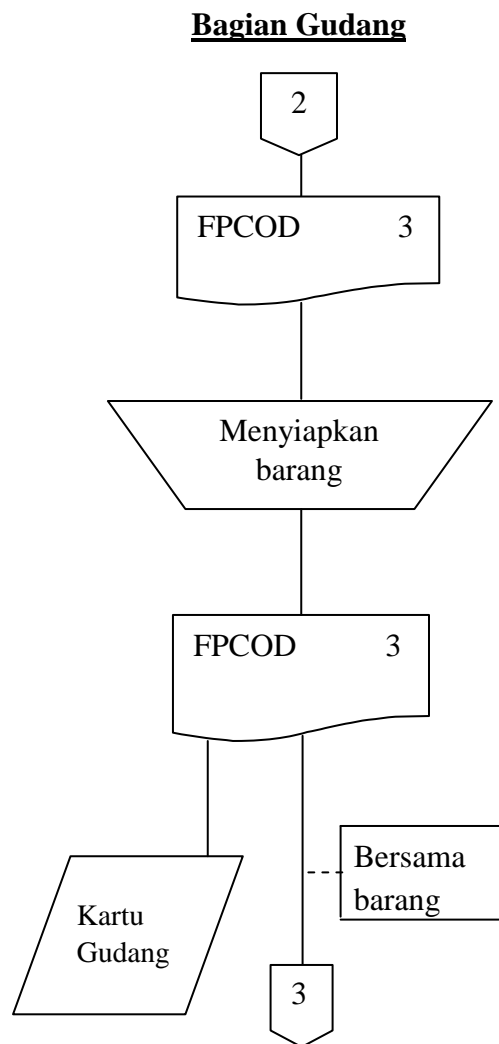 Bagian Gudang
2
FPCOD 3
Menyiapkan
barang
FPCOD 3
Bersama
barang
Kartu
Gudang
3